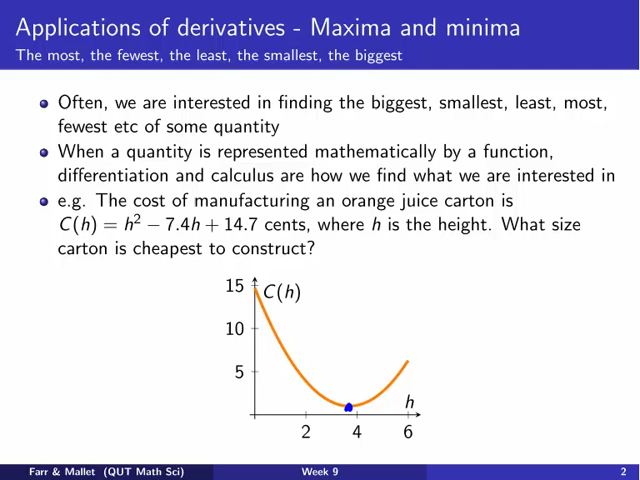 Applications of derivatives - Maxima and minima
The most, the fewest, the least, the smallest, the biggest
Often, we are interested in finding the biggest, smallest, least, most,
fewest etc of some quantity
When a quantity is represented mathematically by a function,
differentiation and calculus are how we find what we are interested in
e.g. The cost of manufacturing an orange juice carton is
C(h) = h² − 7.4h + 14.7 cents, where h is the height. What size
carton is cheapest to construct?
15
C(h)
10
5
h
2 4 6
Farr & Mallet (QUT Math Sci) Week 9 2